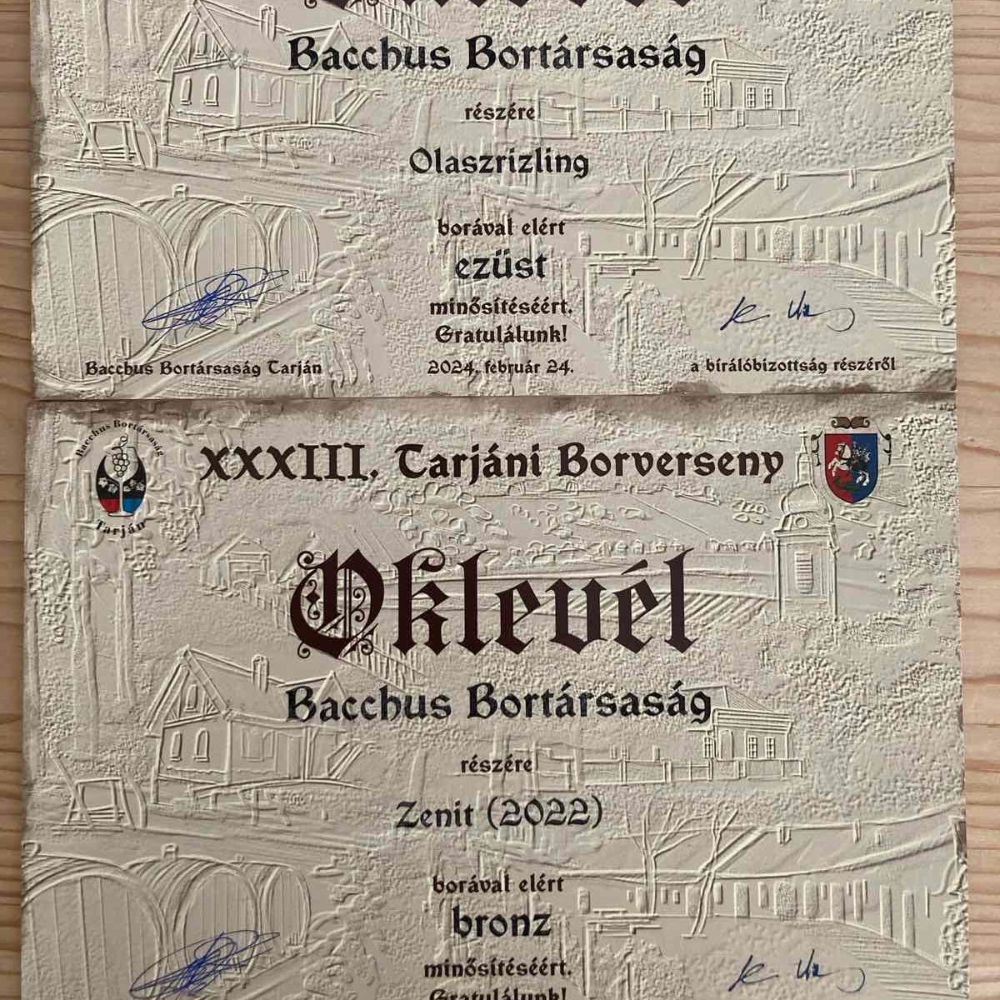 Bacchus Bortársaság
részére
Olaszrizling
borával elért
ezüst
minősítéséért.
Gratulálunk!
Bacchus Bortársaság Tarján
2024. február 24.
a bírálóbizottság részéről
Bacchus Bortársaság
Tarján
XXXIII. Tarjáni Borverseny
Oklevél
Bacchus Bortársaság
részére
Zenit (2022)
borával elért
bronz
minősítéséért.
Gratulálunk!